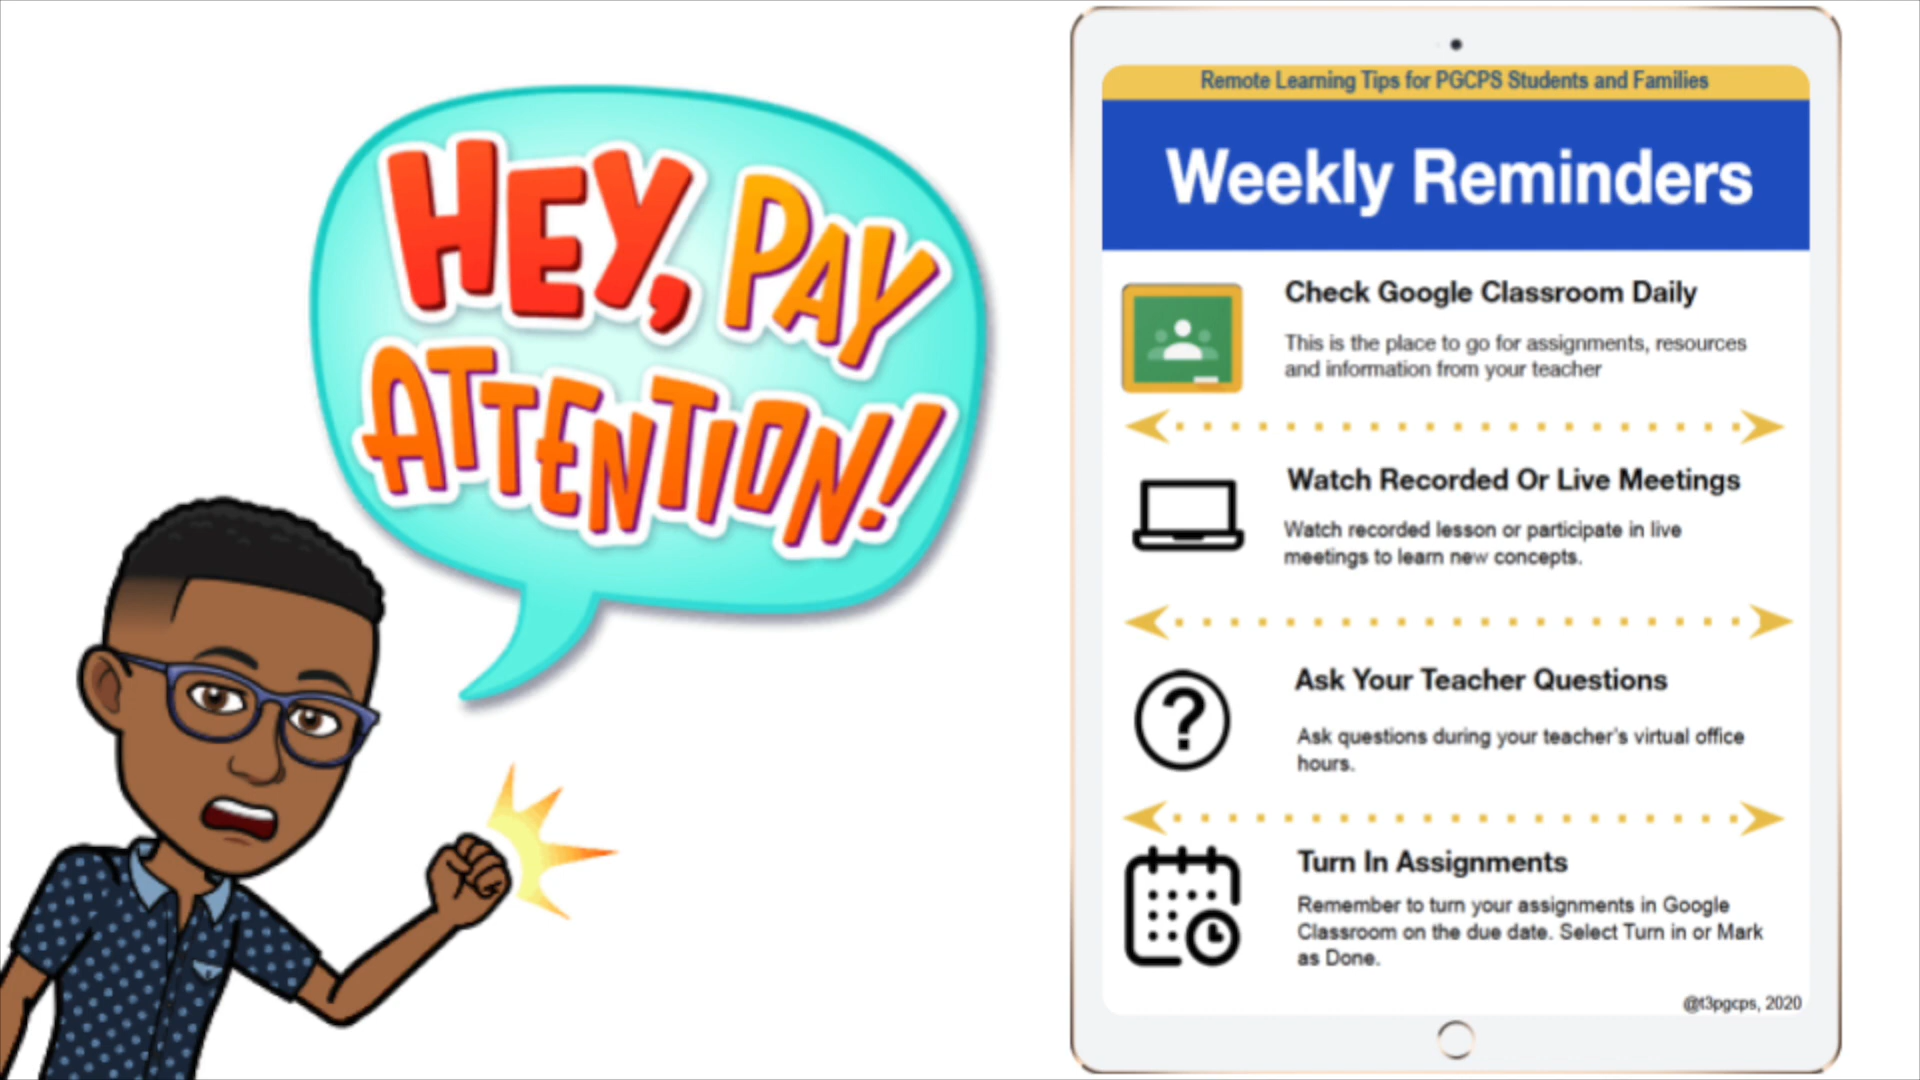 HEY, PAY
ATTENTION!
Remote Learning Tips for PGCPS Students and Families
Weekly Reminders
Check Google Classroom Daily
This is the place to go for assignments, resources
and information from your teacher
Watch Recorded Or Live Meetings
Watch recorded lesson or participate in live
meetings to learn new concepts.
?
Ask Your Teacher Questions
Ask questions during your teacher's virtual office
hours.
Turn In Assignments
Remember to turn your assignments in Google
Classroom on the due date. Select Turn in or Mark
as Done.
@t3pgcps, 2020